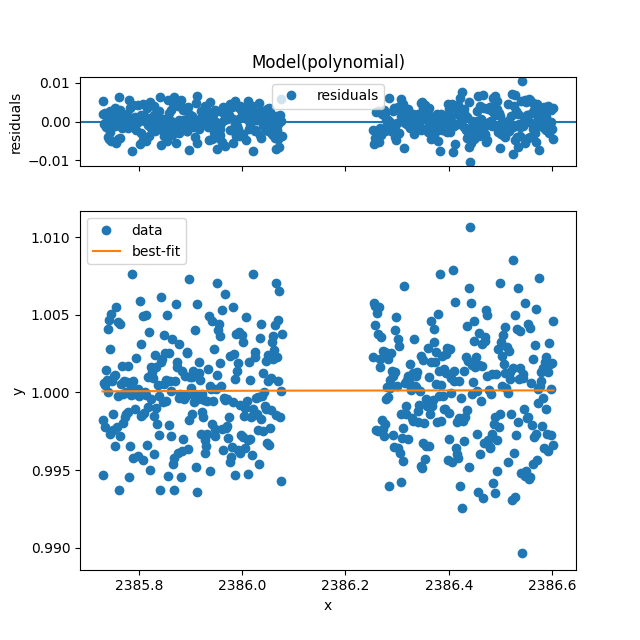 Model(polynomial)
0.01
0.00
−0.01
residuals
residuals
1.010
1.005
1.000
0.995
0.990
y
data
best-fit
2385.8 2386.0 2386.2 2386.4 2386.6
x